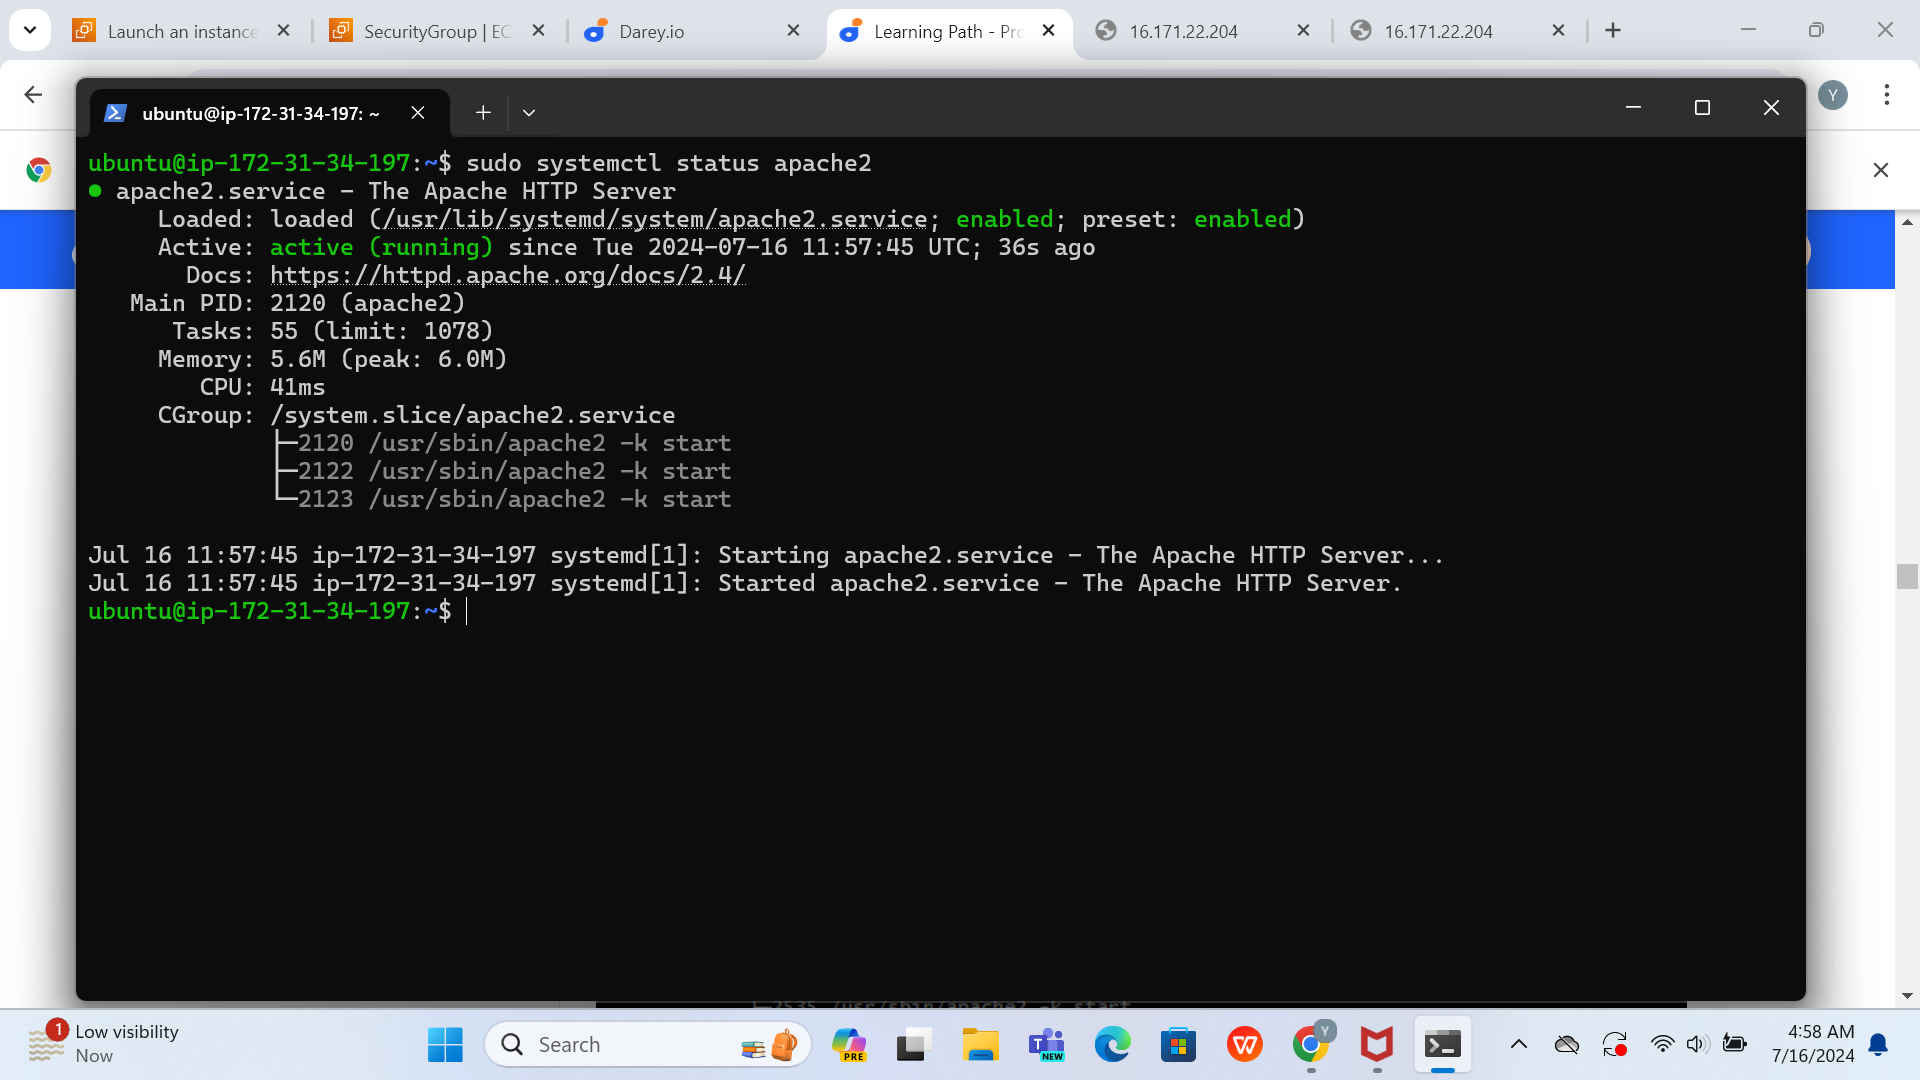 Launch an instance
SecurityGroup | EC
Darey.io
Learning Path - Pro
16.171.22.204
16.171.22.204
Y
ubuntu@ip-172-31-34-197: ~
ubuntu@ip-172-31-34-197:~$ sudo systemctl status apache2
● apache2.service - The Apache HTTP Server
Loaded: loaded (/usr/lib/systemd/system/apache2.service; enabled; preset: enabled)
Active: active (running) since Tue 2024-07-16 11:57:45 UTC; 36s ago
Docs: https://httpd.apache.org/docs/2.4/
Main PID: 2120 (apache2)
Tasks: 55 (limit: 1078)
Memory: 5.6M (peak: 6.0M)
CPU: 41ms
CGroup: /system.slice/apache2.service
├─2120 /usr/sbin/apache2 -k start
├─2122 /usr/sbin/apache2 -k start
└─2123 /usr/sbin/apache2 -k start
Jul 16 11:57:45 ip-172-31-34-197 systemd[1]: Starting apache2.service - The Apache HTTP Server...
Jul 16 11:57:45 ip-172-31-34-197 systemd[1]: Started apache2.service - The Apache HTTP Server.
ubuntu@ip-172-31-34-197:~$
└─2535 /usr/sbin/apache2 -k start
1
Low visibility
Now
Search
PRE
T
NEW
W
Y
4:58 AM
7/16/2024